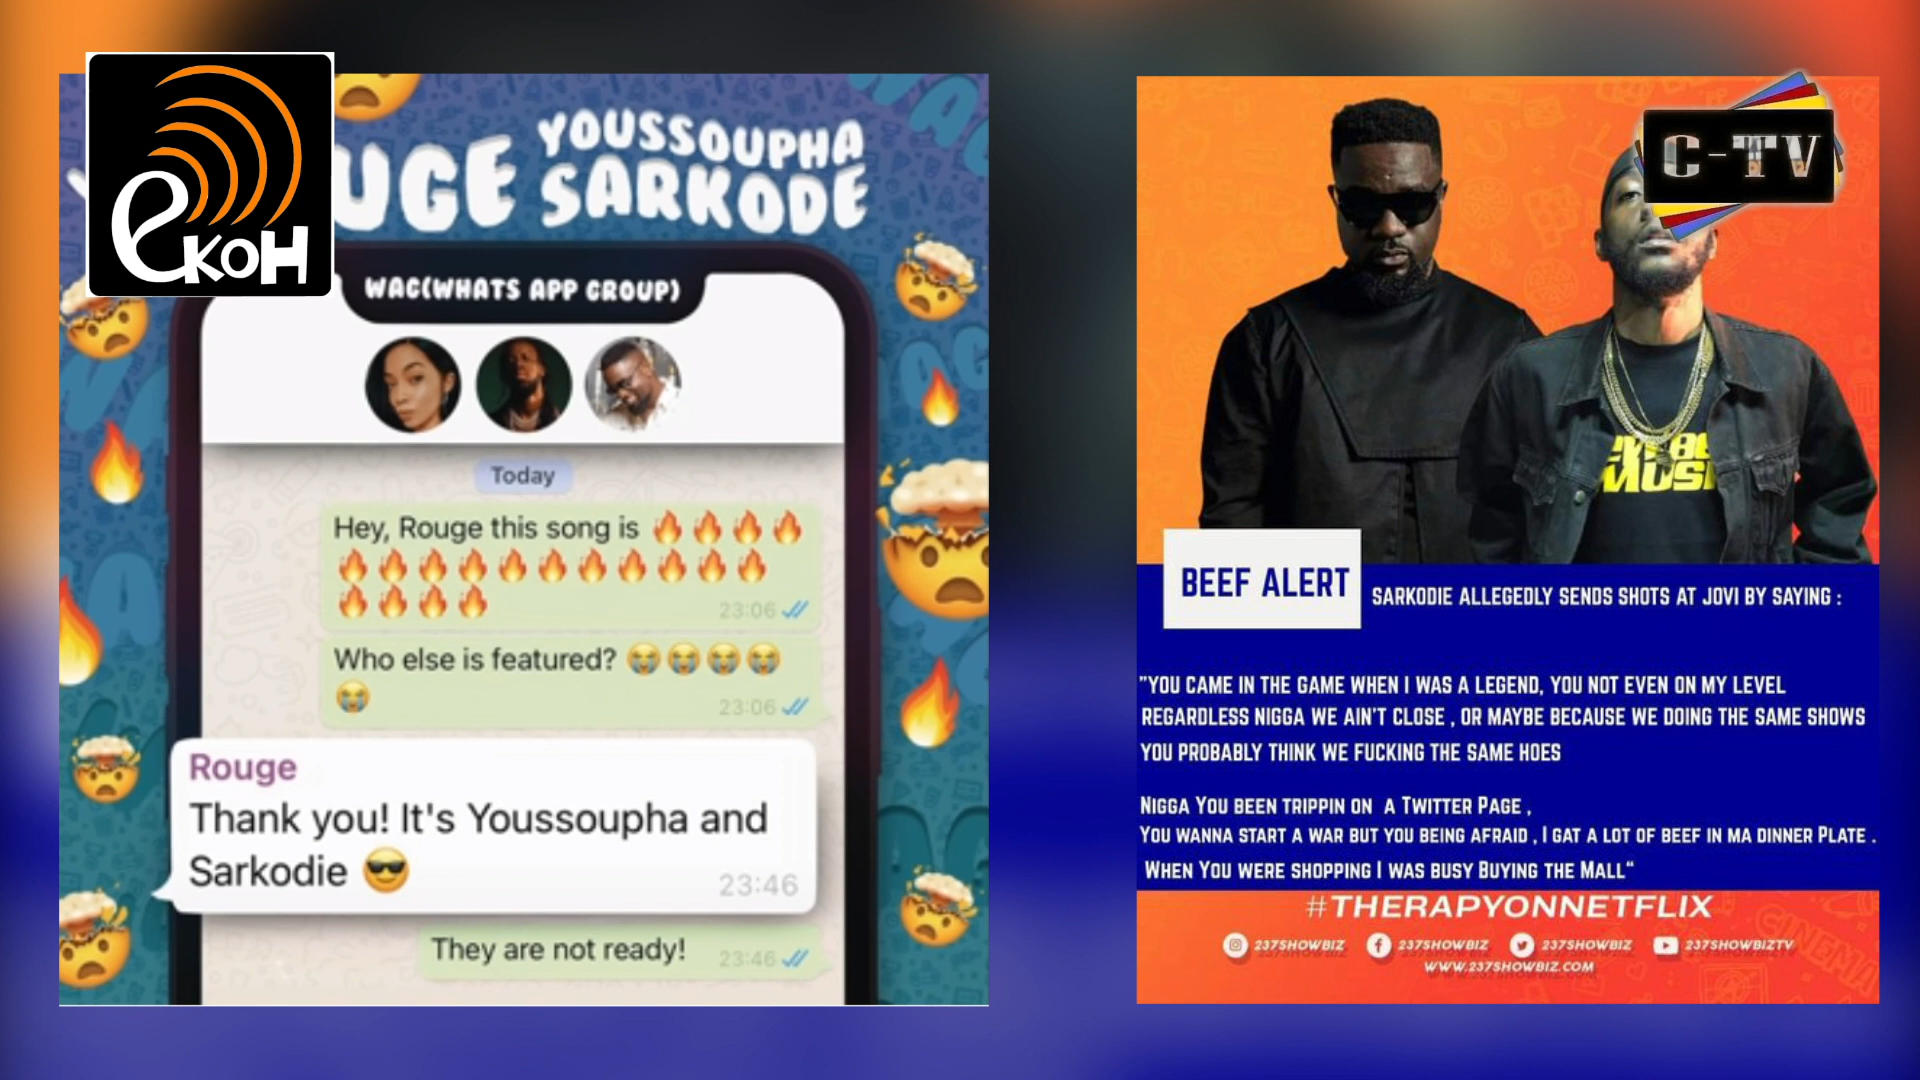 eKOH
UGE YOUSSOUPHA
SARKODE
WAG(WHATS APP GROUP)
Today
Hey, Rouge this song is 🔥🔥🔥🔥
🔥🔥🔥🔥🔥🔥🔥🔥🔥🔥🔥
🔥🔥🔥🔥 23:06
Who else is featured? 😭😭😭😭
😭 23:06
Rouge
Thank you! It's Youssoupha and
Sarkodie 😎 23:46
They are not ready! 23:46
C-TV
BEEF ALERT SARKODIE ALLEGEDLY SENDS SHOTS AT JOVI BY SAYING :
"YOU CAME IN THE GAME WHEN I WAS A LEGEND, YOU NOT EVEN ON MY LEVEL
REGARDLESS NIGGA WE AIN'T CLOSE , OR MAYBE BECAUSE WE DOING THE SAME SHOWS
YOU PROBABLY THINK WE FUCKING THE SAME HOES
NIGGA YOU BEEN TRIPPIN ON A TWITTER PAGE ,
YOU WANNA START A WAR BUT YOU BEING AFRAID , I GAT A LOT OF BEEF IN MA DINNER PLATE .
WHEN YOU WERE SHOPPING I WAS BUSY BUYING THE MALL"
#THERAPYONNETFLIX
237SHOWBIZ 237SHOWBIZ 237SHOWBIZ 237SHOWBIZTV
WWW.237SHOWBIZ.COM